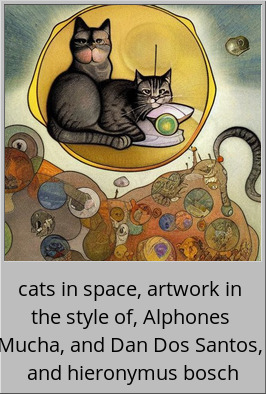 cats in space, artwork in
the style of, Alphones
Mucha, and Dan Dos Santos,
and hieronymus bosch